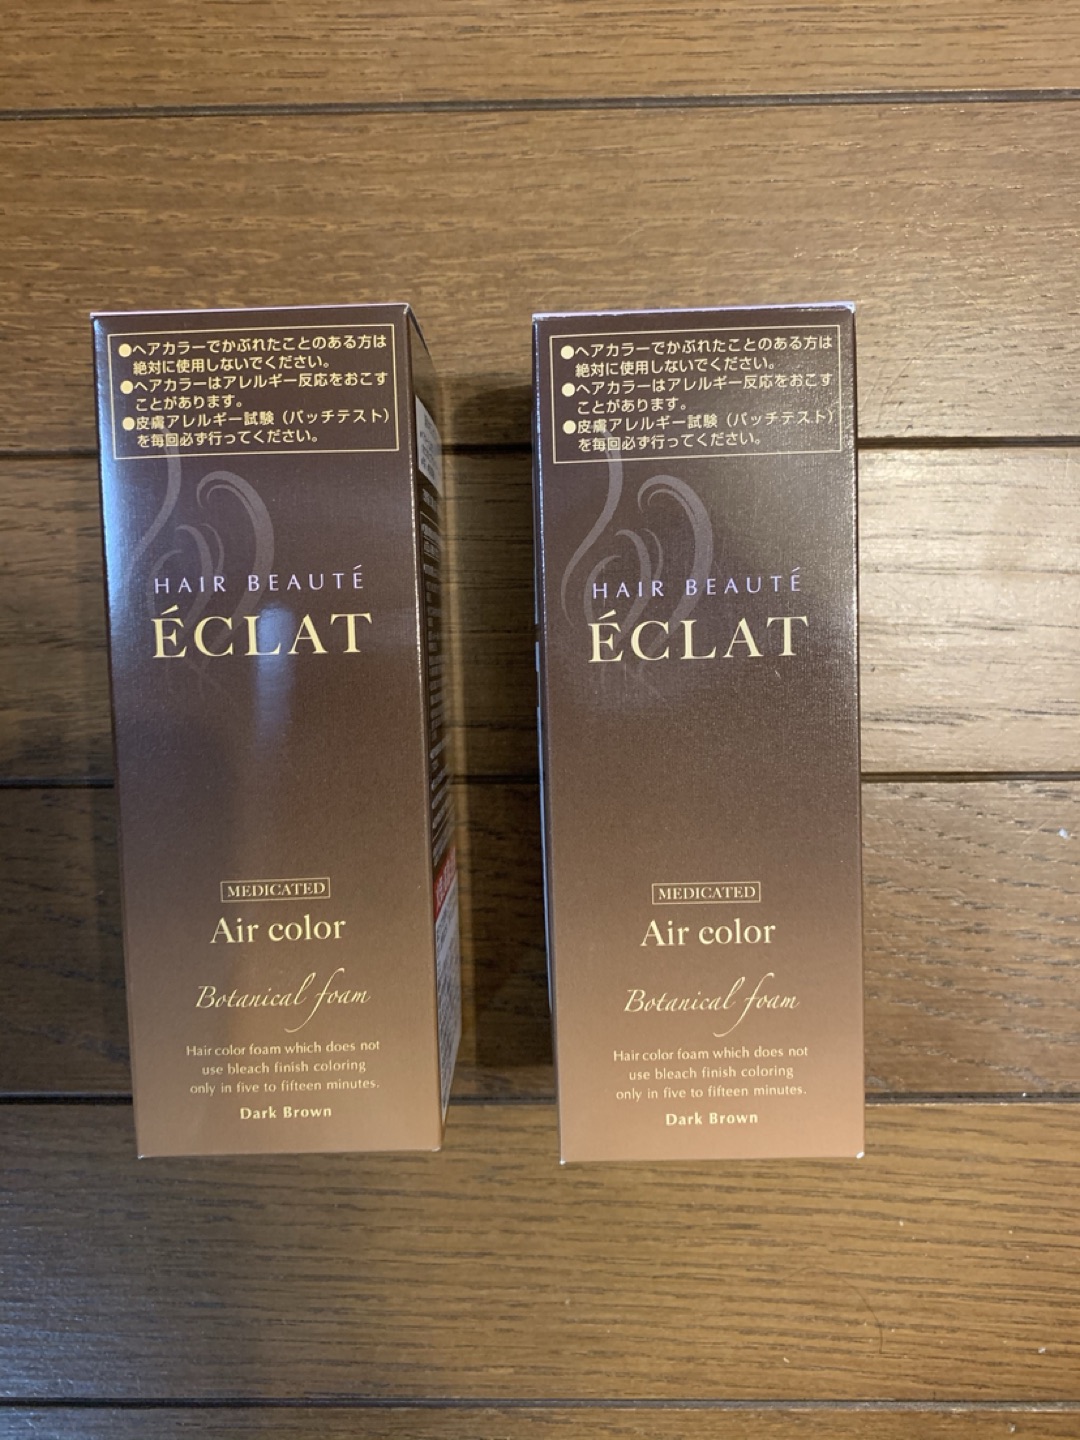 ●ヘアカラーでかぶれたことのある方は
絶対に使用しないでください。
●ヘアカラーはアレルギー反応をおこす
ことがあります。
●皮膚アレルギー試験（パッチテスト）
を毎回必ず行ってください。
HAIR BEAUTÉ
ÉCLAT
MEDICATED
Air color
Botanical foam
Hair color foam which does not
use bleach finish coloring
only in five to fifteen minutes.
Dark Brown
●ヘアカラーでかぶれたことのある方は
絶対に使用しないでください。
●ヘアカラーはアレルギー反応をおこす
ことがあります。
●皮膚アレルギー試験（パッチテスト）
を毎回必ず行ってください。
HAIR BEAUTÉ
ÉCLAT
MEDICATED
Air color
Botanical foam
Hair color foam which does not
use bleach finish coloring
only in five to fifteen minutes.
Dark Brown